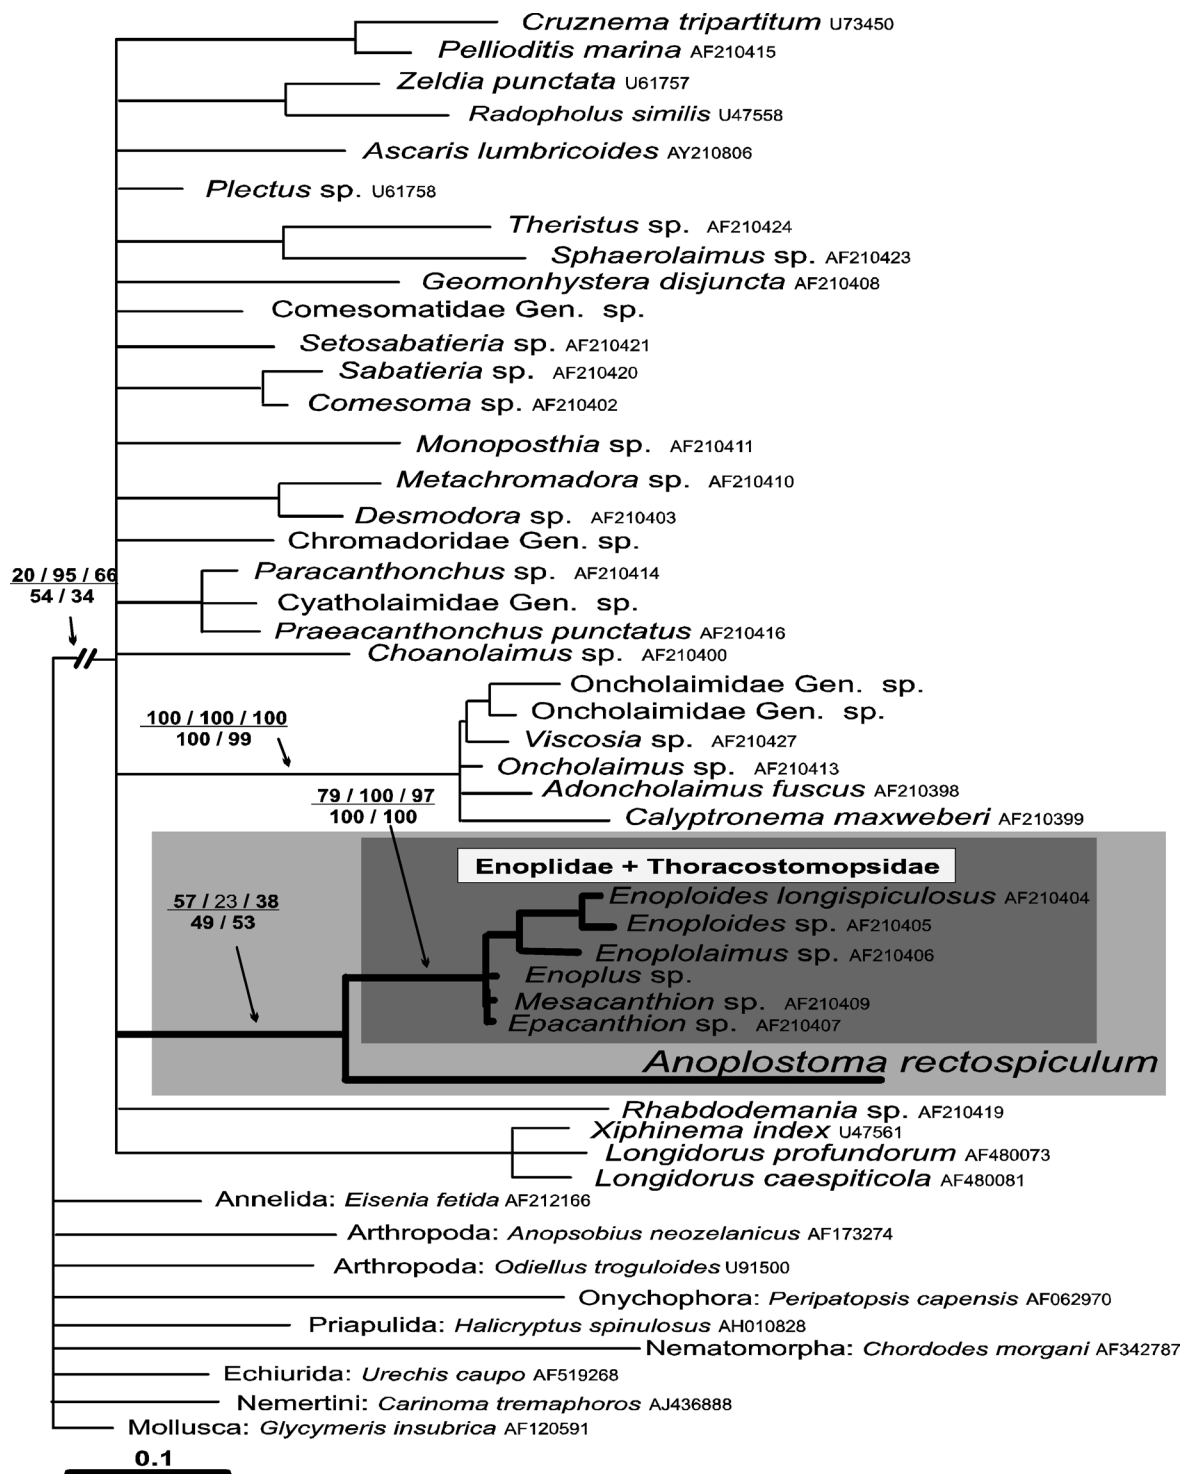 Cruznema tripartitum U73450
Pellioditis marina AF210415
Zeldia punctata U61757
Radopholus similis U47558
Ascaris lumbricoides AY210806
Plectus sp. U61758
Theristus sp. AF210424
Sphaerolaimus sp. AF210423
Geomonhystera disjuncta AF210408
Comesomatidae Gen. sp.
Setosabatieria sp. AF210421
Sabatieria sp. AF210420
Comesoma sp. AF210402
Monoposthia sp. AF210411
Metachromadora sp. AF210410
Desmodora sp. AF210403
Chromadoridae Gen. sp.
20 / 95 / 66
54 / 34
Paracanthonchus sp. AF210414
Cyatholaimidae Gen. sp.
Praeacanthonchus punctatus AF210416
Choanolaimus sp. AF210400
Oncholaimidae Gen. sp.
Oncholaimidae Gen. sp.
100 / 100 / 100
100 / 99
Viscosia sp. AF210427
Oncholaimus sp. AF210413
Adoncholaimus fuscus AF210398
79 / 100 / 97
100 / 100
Calyptronema maxweberi AF210399
Enoplidae + Thoracostomopsidae
57 / 23 / 38
49 / 53
Enoploides longispiculosus AF210404
Enoploides sp. AF210405
Enoplolaimus sp. AF210406
Enoplus sp.
Mesacanthion sp. AF210409
Epacanthion sp. AF210407
Anoplostoma rectospiculum
Rhabdodemania sp. AF210419
Xiphinema index U47561
Longidorus profundorum AF480073
Longidorus caespiticola AF480081
Annelida: Eisenia fetida AF212166
Arthropoda: Anopsobius neozelanicus AF173274
Arthropoda: Odiellus troguloides U91500
Onychophora: Peripatopsis capensis AF062970
Priapulida: Halicryptus spinulosus AH010828
Nematomorpha: Chordodes morgani AF342787
Echiurida: Urechis caupo AF519268
Nemertini: Carinoma tremaphoros AJ436888
Mollusca: Glycymeris insubrica AF120591
0.1